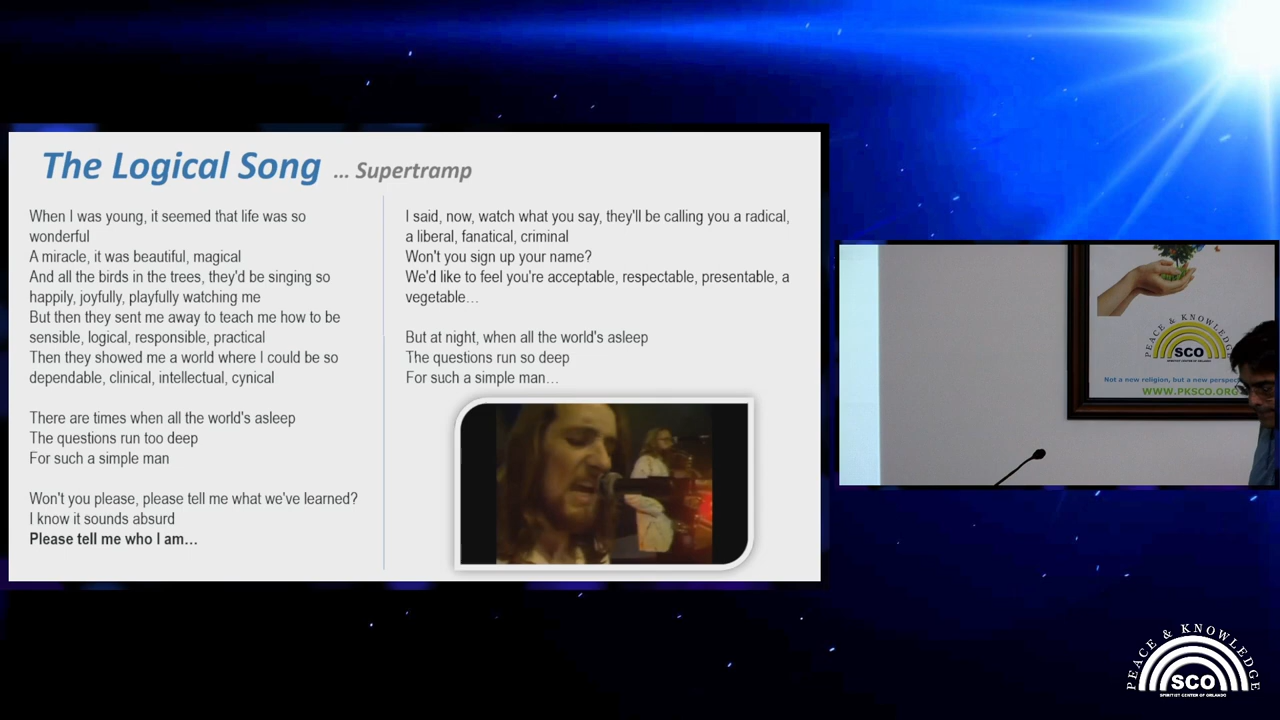 The Logical Song ... Supertramp
When I was young, it seemed that life was so
wonderful
A miracle, it was beautiful, magical
And all the birds in the trees, they'd be singing so
happily, joyfully, playfully watching me
But then they sent me away to teach me how to be
sensible, logical, responsible, practical
Then they showed me a world where I could be so
dependable, clinical, intellectual, cynical
There are times when all the world's asleep
The questions run too deep
For such a simple man
Won't you please, please tell me what we've learned?
I know it sounds absurd
Please tell me who I am…
I said, now, watch what you say, they'll be calling you a radical,
a liberal, fanatical, criminal
Won't you sign up your name?
We'd like to feel you're acceptable, respectable, presentable, a
vegetable…
But at night, when all the world's asleep
The questions run so deep
For such a simple man…
PEACE & KNOWLEDGE
SCO
SPIRITIST CENTER OF ORLANDO
Not a new religion, but a new
WWW.PKSCO.ORG
PEACE & KNOWLEDGE
SCO
SPIRITIST CENTER OF ORLANDO